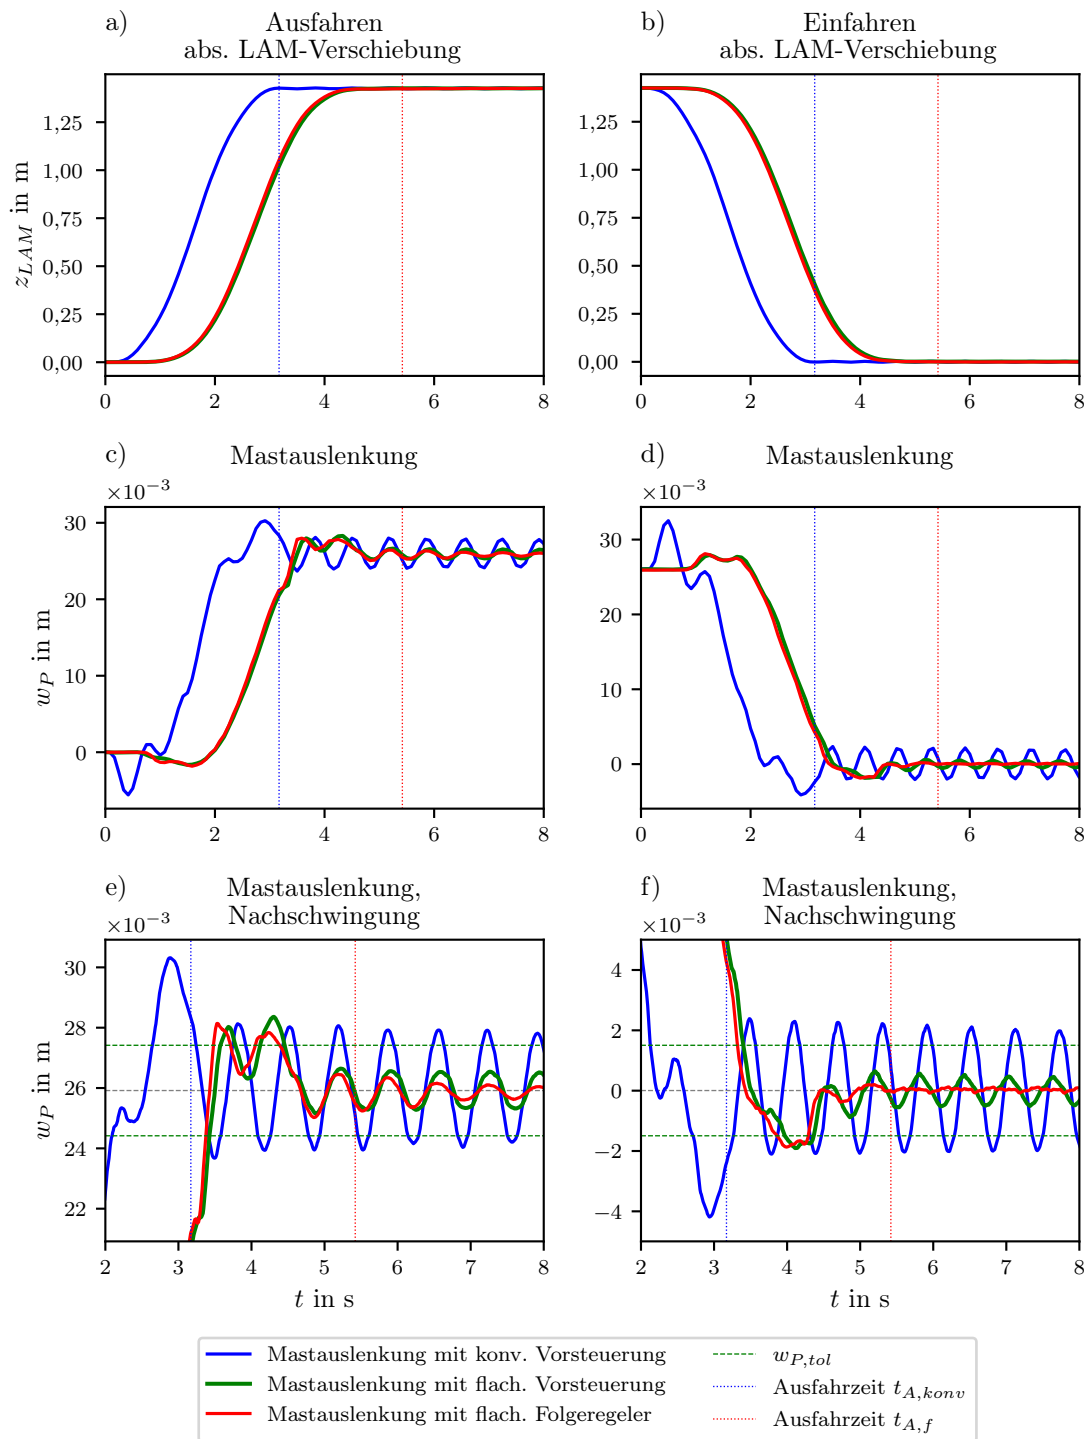 a) Ausfahren
abs. LAM-Verschiebung
b) Einfahren
abs. LAM-Verschiebung
z_LAM in m
1,25
1,00
0,75
0,50
0,25
0,00
0 2 4 6 8
1,25
1,00
0,75
0,50
0,25
0,00
0 2 4 6 8
c) Mastauslenkung
×10⁻³
w_P in m
30
20
10
0
0 2 4 6 8
d) Mastauslenkung
×10⁻³
30
20
10
0
0 2 4 6 8
e) Mastauslenkung,
Nachschwingung
×10⁻³
w_P in m
30
28
26
24
22
2 3 4 5 6 7 8
t in s
f) Mastauslenkung,
Nachschwingung
×10⁻³
4
2
0
−2
−4
2 3 4 5 6 7 8
t in s
Mastauslenkung mit konv. Vorsteuerung
Mastauslenkung mit flach. Vorsteuerung
Mastauslenkung mit flach. Folgeregeler
w_P,tol
Ausfahrzeit t_A,konv
Ausfahrzeit t_A,f